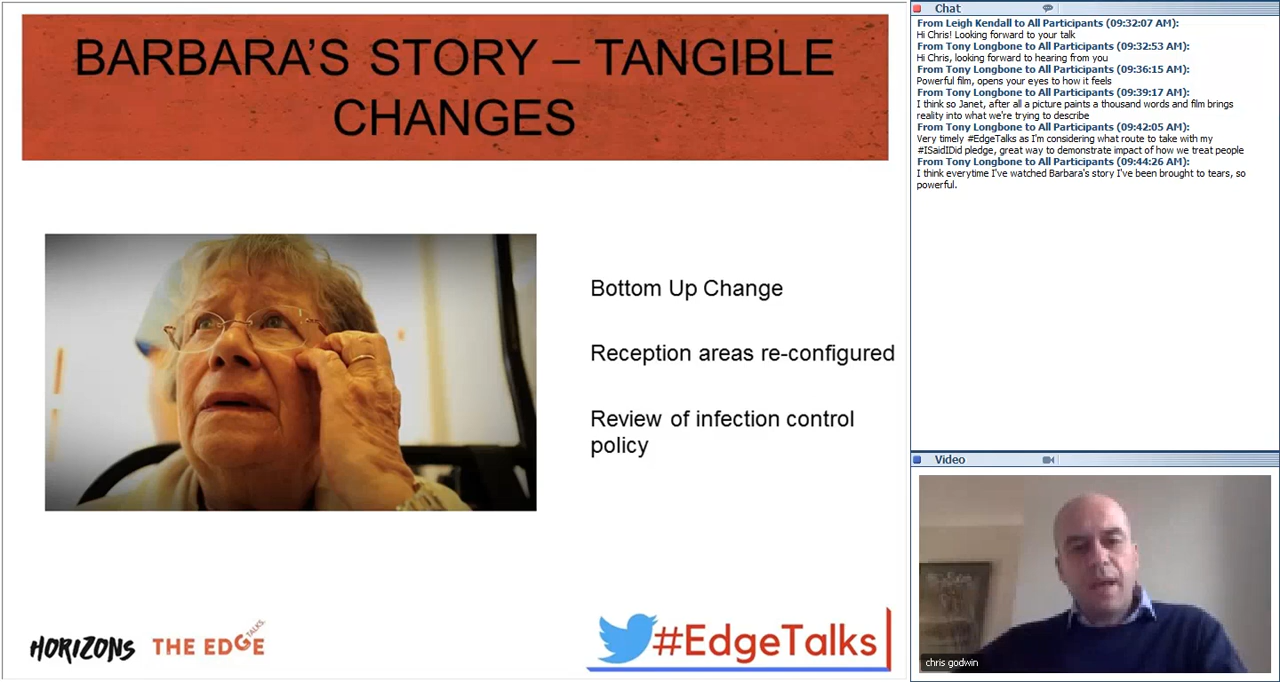 BARBARA'S STORY – TANGIBLE
CHANGES
Bottom Up Change
Reception areas re-configured
Review of infection control
policy
HORIZONS
THE EDGE
TALKS
#EdgeTalks
Chat
From Leigh Kendall to All Participants (09:32:07 AM):
Hi Chris! Looking forward to your talk
From Tony Longbone to All Participants (09:32:53 AM):
Hi Chris, looking forward to hearing from you
From Tony Longbone to All Participants (09:36:15 AM):
Powerful film, opens your eyes to how it feels
From Tony Longbone to All Participants (09:39:17 AM):
I think so Janet, after all a picture paints a thousand words and film brings
reality into what we're trying to describe
From Tony Longbone to All Participants (09:42:05 AM):
Very timely #EdgeTalks as I'm considering what route to take with my
#ISaidIDid pledge, great way to demonstrate impact of how we treat people
From Tony Longbone to All Participants (09:44:26 AM):
I think everytime I've watched Barbara's story I've been brought to tears, so
powerful.
Video
chris godwin